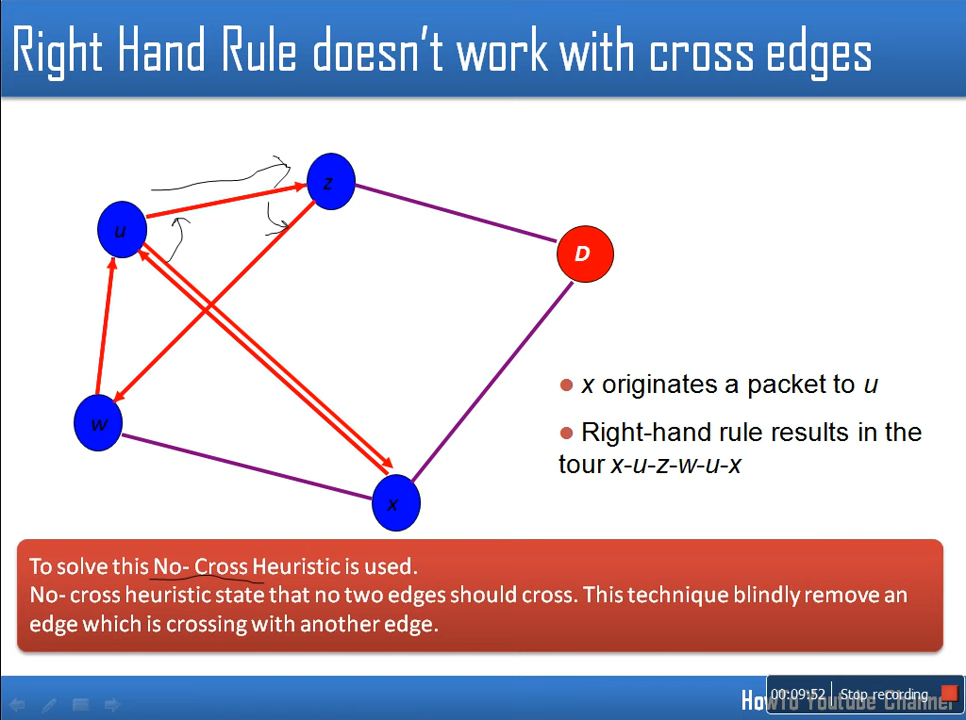 Right Hand Rule doesn't work with cross edges
z
u
D
w
x
● x originates a packet to u
● Right-hand rule results in the
tour x-u-z-w-u-x
To solve this No- Cross Heuristic is used.
No- cross heuristic state that no two edges should cross. This technique blindly remove an
edge which is crossing with another edge.
HowTo Youtube Channel
00:09:52 Stop recording